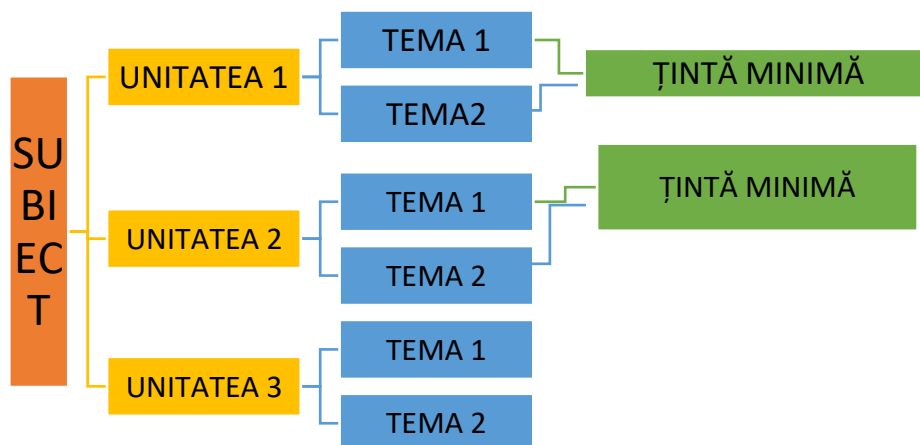 SU
BI
EC
T
UNITATEA 1
TEMA 1
TEMA2
ȚINTĂ MINIMĂ
UNITATEA 2
TEMA 1
TEMA 2
ȚINTĂ MINIMĂ
UNITATEA 3
TEMA 1
TEMA 2